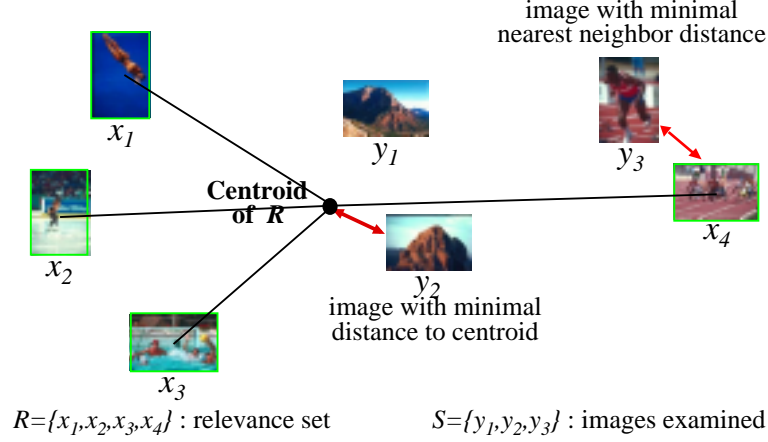 image with minimal
nearest neighbor distance
x1
y1
y3
Centroid
of R
x2
x4
y2
image with minimal
distance to centroid
x3
R={x1,x2,x3,x4} : relevance set
S={y1,y2,y3} : images examined